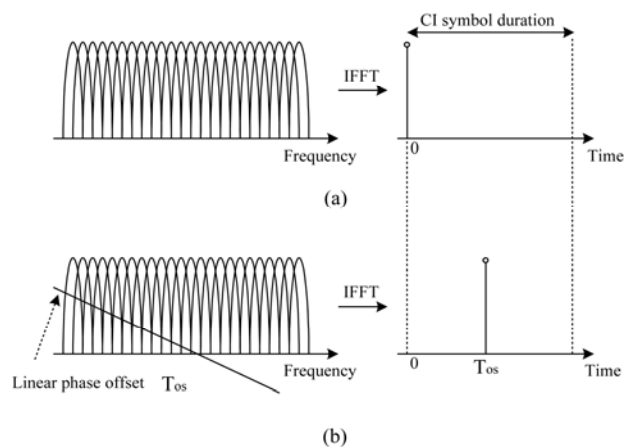 CI symbol duration
IFFT
0
Frequency
Time
(a)
IFFT
0
Tos
Frequency
Time
Linear phase offset Tos
(b)